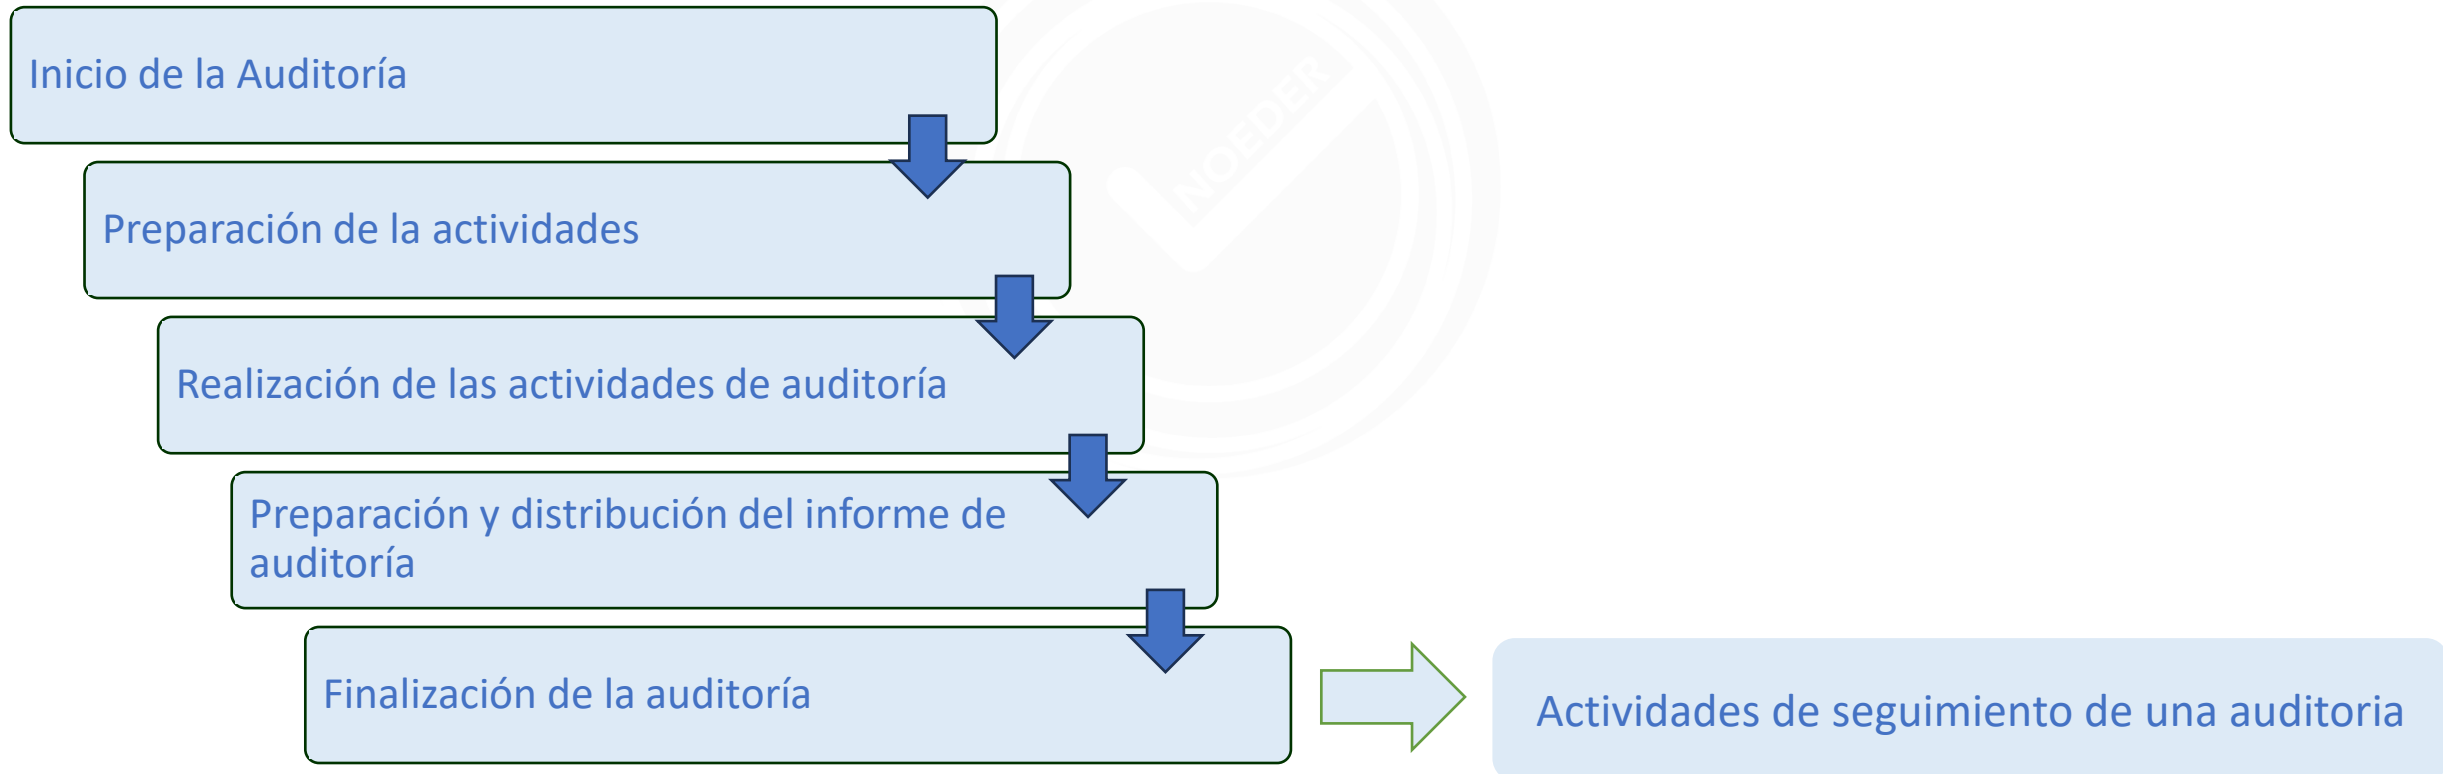 Inicio de la Auditoría
NOEDER
Preparación de la actividades
Realización de las actividades de auditoría
Preparación y distribución del informe de
auditoría
Finalización de la auditoría
Actividades de seguimiento de una auditoria